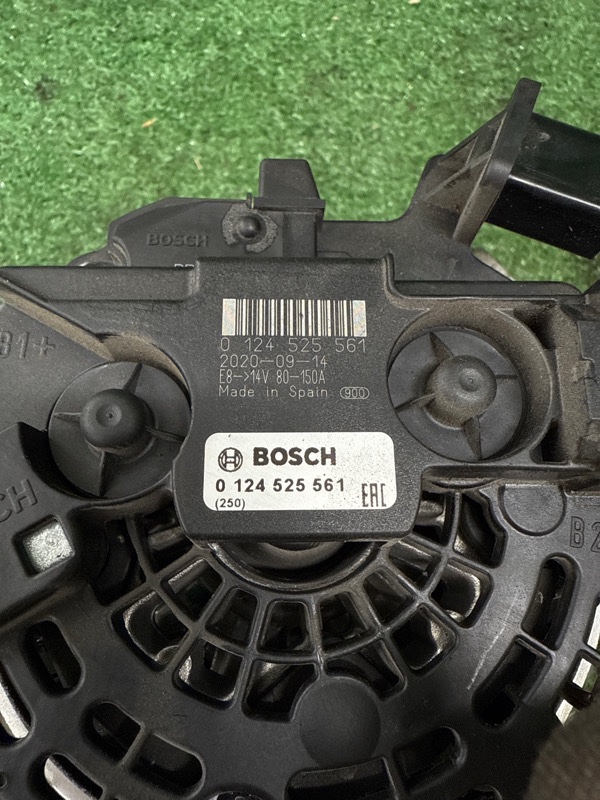 BOSCH
B1+
0 124 525 561
2020-09-14
E8->14V 80-150A
Made in Spain 900
BOSCH
0 124 525 561
(250) EAC
CH
B2